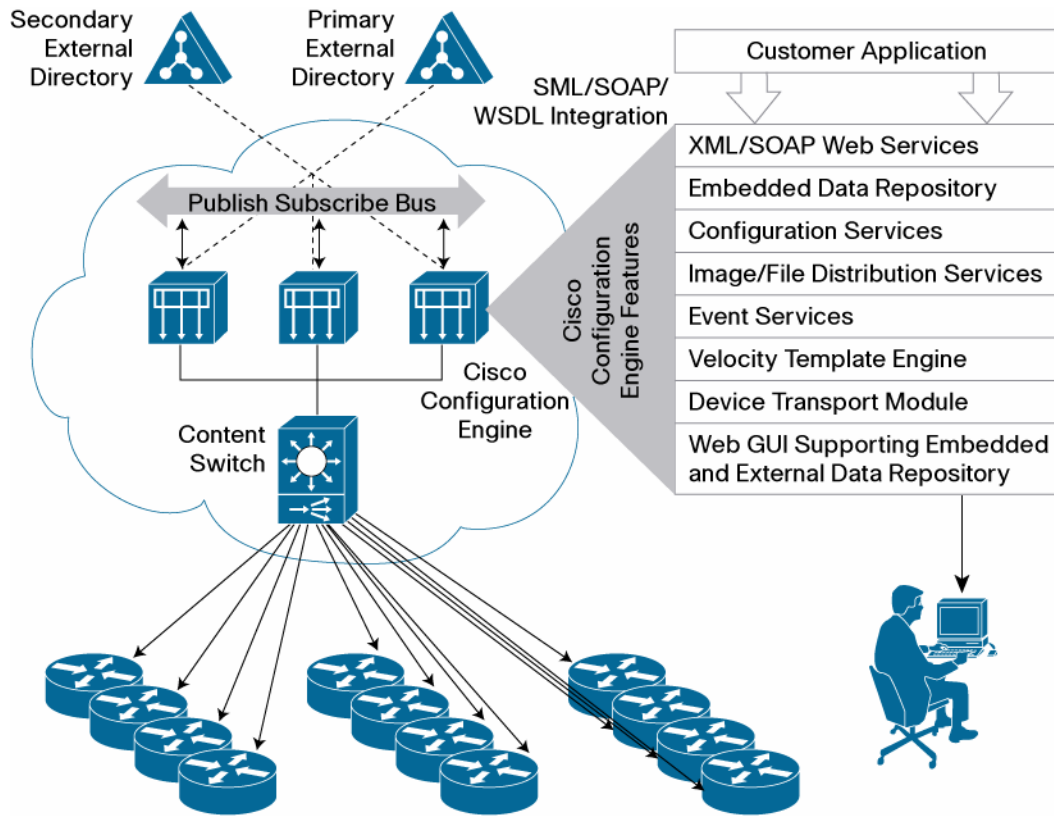 Secondary
External
Directory
Primary
External
Directory
Customer Application
SML/SOAP/
WSDL Integration
XML/SOAP Web Services
Embedded Data Repository
Configuration Services
Image/File Distribution Services
Event Services
Velocity Template Engine
Device Transport Module
Web GUI Supporting Embedded
and External Data Repository
Publish Subscribe Bus
Cisco
Configuration
Engine Features
Cisco
Configuration
Engine
Content
Switch